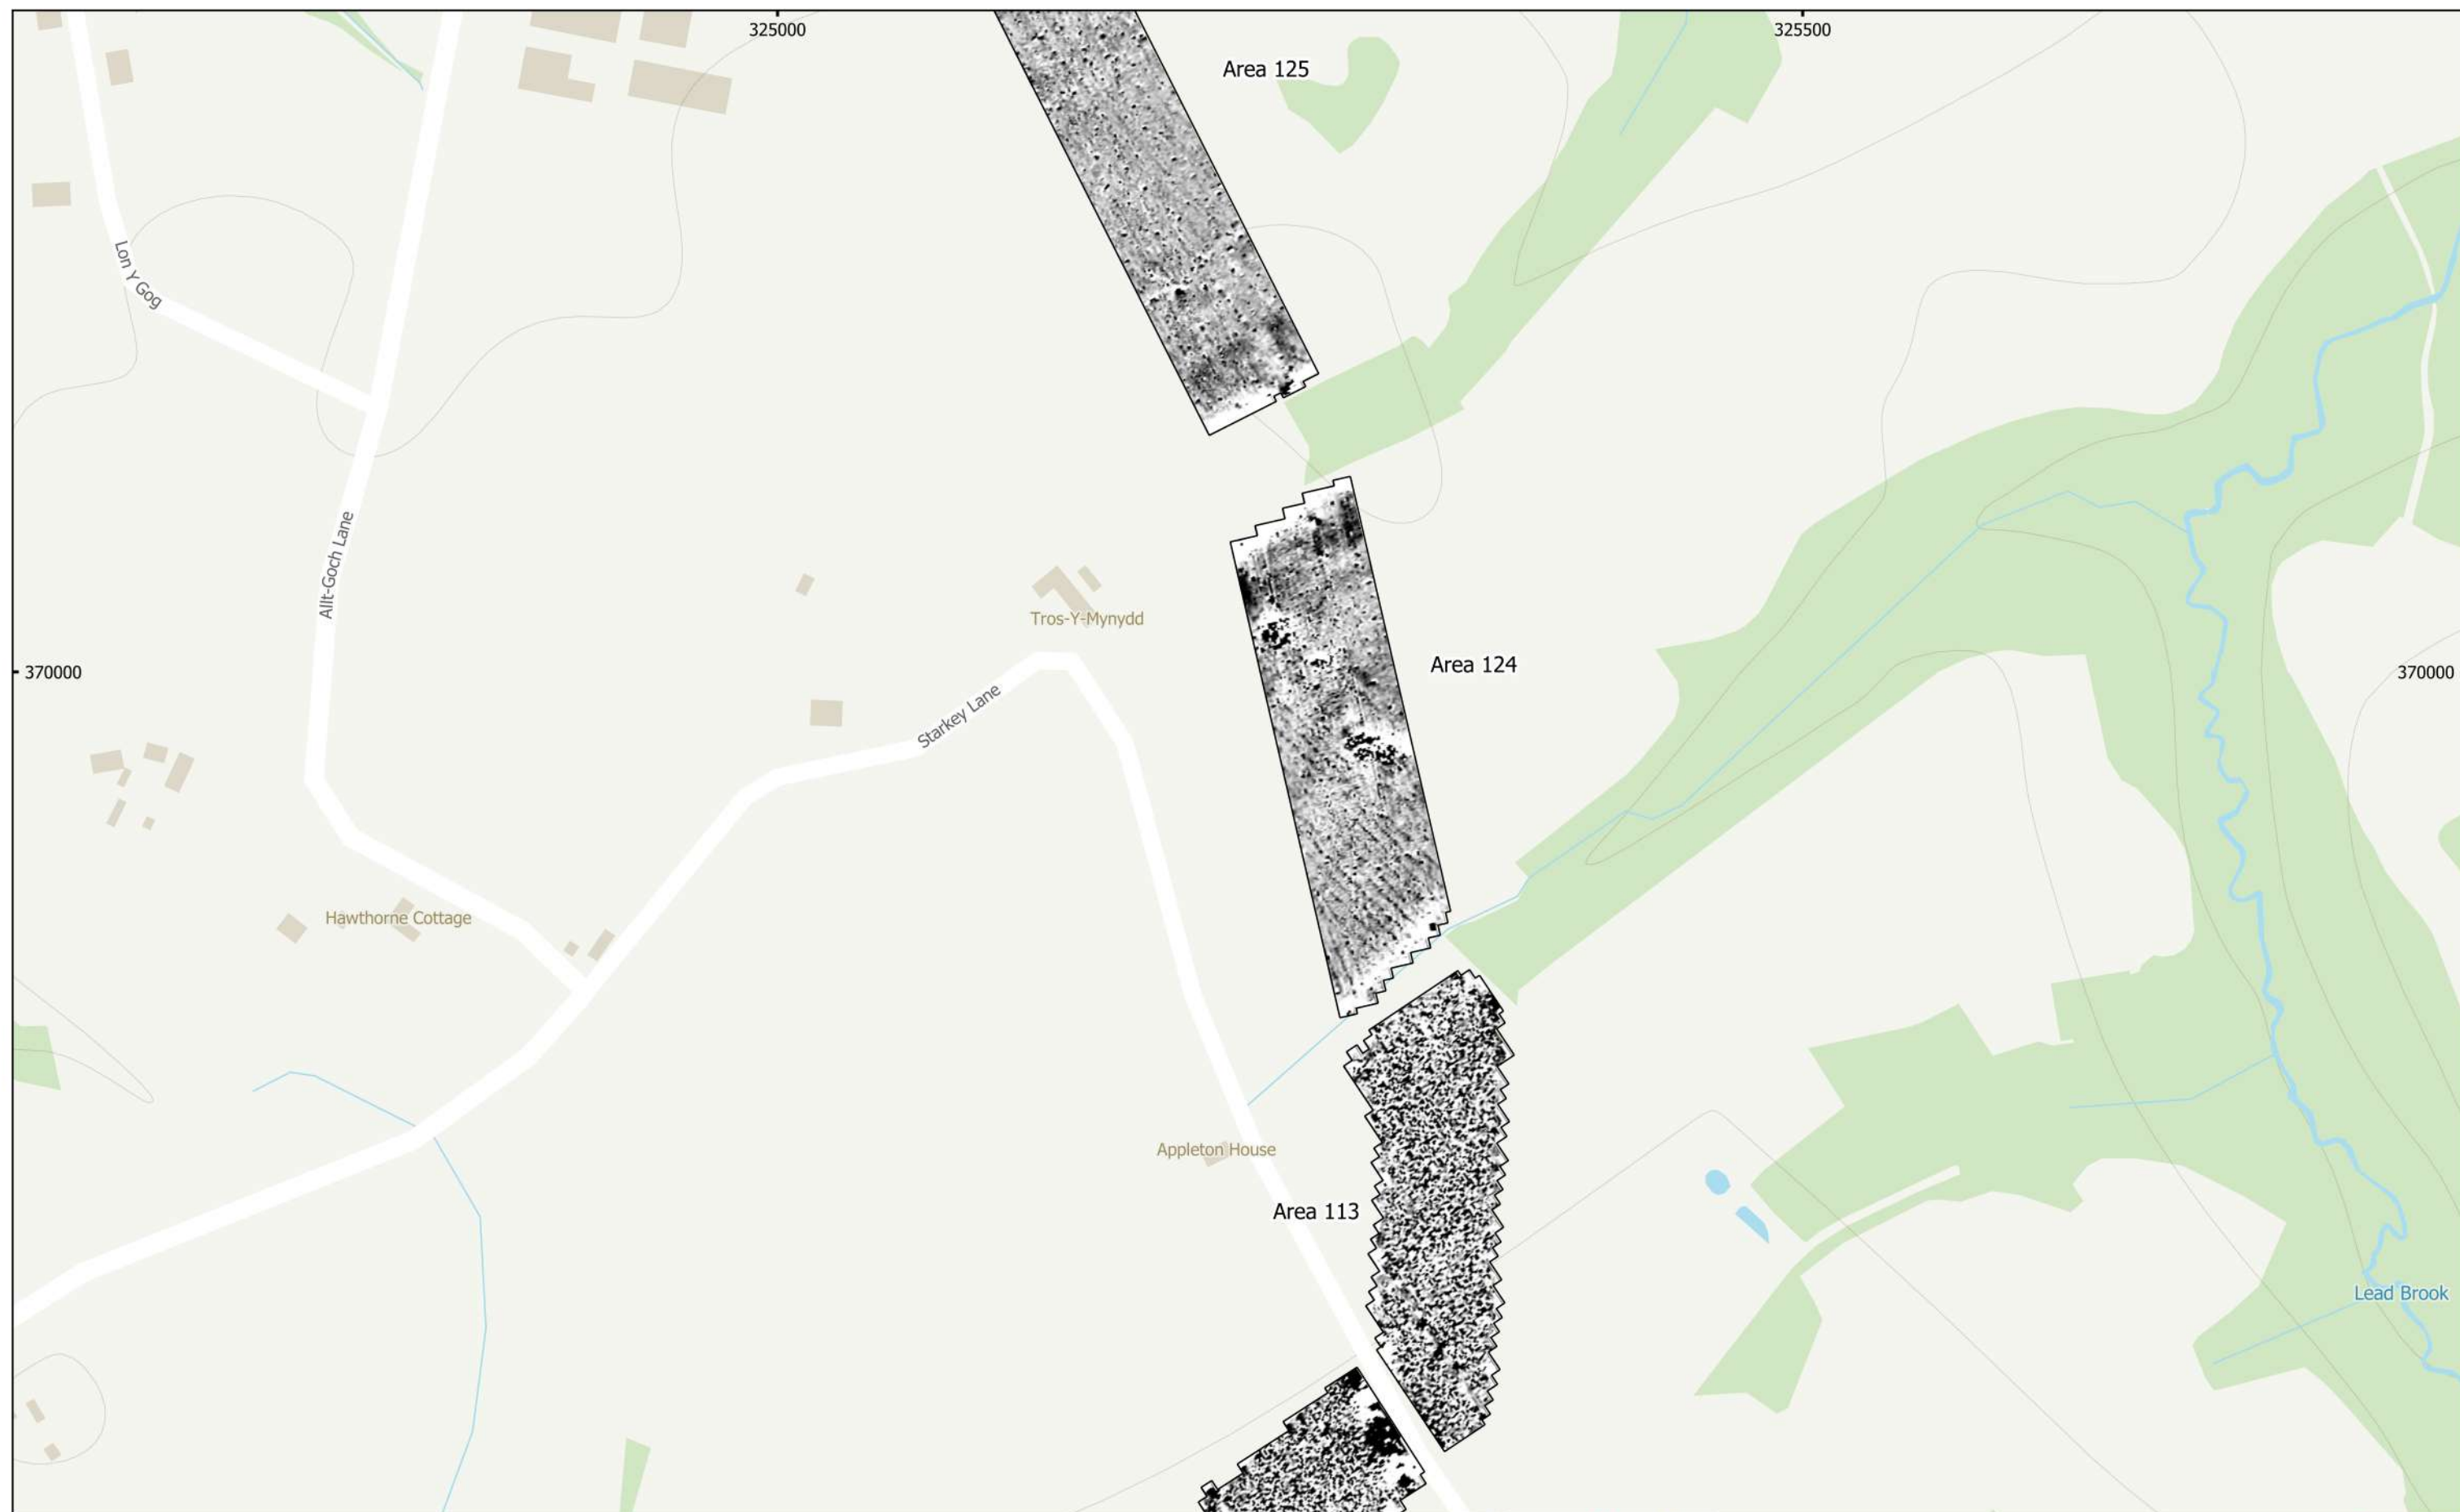 325000
325500
Area 125
Lon Y Gog
Allt-Goch Lane
Tros-Y-Mynydd
Area 124
370000
370000
Starkey Lane
Hawthorne Cottage
Appleton House
Area 113
Lead Brook